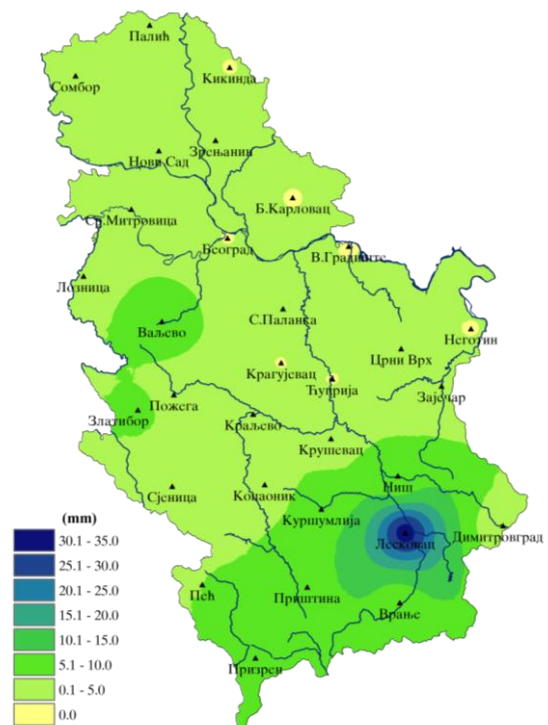 Палић
Кикинда
Сомбор
Зрењанин
Нови Сад
Б.Карловац
Ср.Митровица
Београд
В.Градиште
Лозница
С.Паланка
Ваљево
Неготин
Црни Врх
Крагујевац
Ћуприја
Зајечар
Пожега
Златибор
Краљево
Крушевац
Ниш
Сјеница
Копаоник
Куршумлија
Димитровград
Лесковац
Пећ
Приштина
Врање
Призрен
(mm)
30.1 - 35.0
25.1 - 30.0
20.1 - 25.0
15.1 - 20.0
10.1 - 15.0
5.1 - 10.0
0.1 - 5.0
0.0